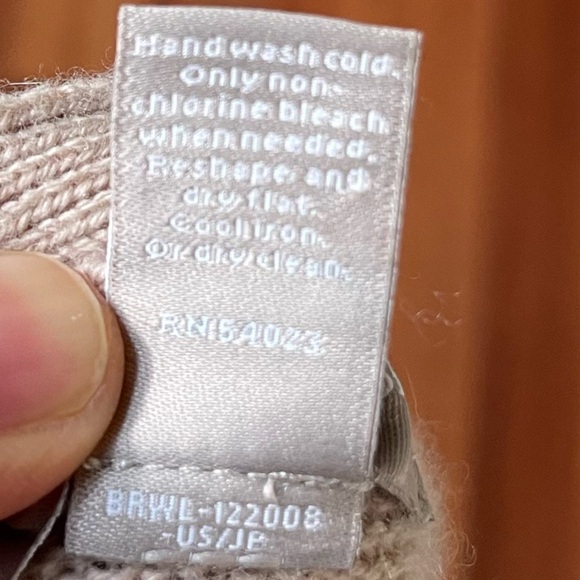 Hand wash cold.
Only non-
chlorine bleach
when needed.
Reshape and
dry flat.
Cool iron.
Or dry clean.
RN54023
BRWL-122008
-US/JP